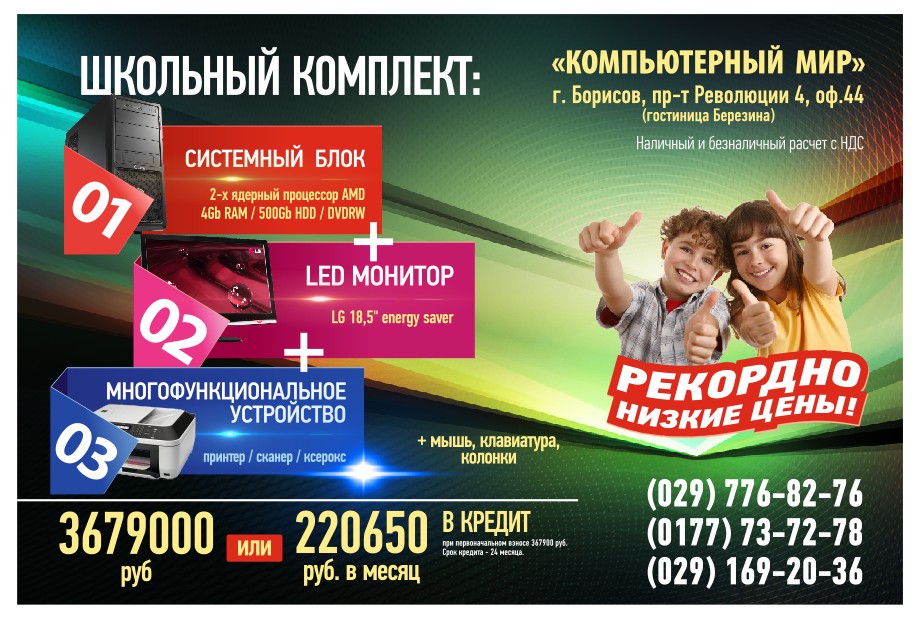 ШКОЛЬНЫЙ КОМПЛЕКТ:
01
СИСТЕМНЫЙ БЛОК
2-х ядерный процессор AMD
4Gb RAM / 500Gb HDD / DVDRW
+
02
LED МОНИТОР
LG 18,5" energy saver
+
03
МНОГОФУНКЦИОНАЛЬНОЕ
УСТРОЙСТВО
принтер / сканер / ксерокс
+ мышь, клавиатура,
колонки
3679000
руб
ИЛИ
220650
руб. в месяц
В КРЕДИТ
при первоначальном взносе 367900 руб.
Срок кредита - 24 месяца.
«КОМПЬЮТЕРНЫЙ МИР»
г. Борисов, пр-т Революции 4, оф.44
(гостиница Березина)
Наличный и безналичный расчет с НДС
РЕКОРДНО
НИЗКИЕ ЦЕНЫ!
(029) 776-82-76
(0177) 73-72-78
(029) 169-20-36